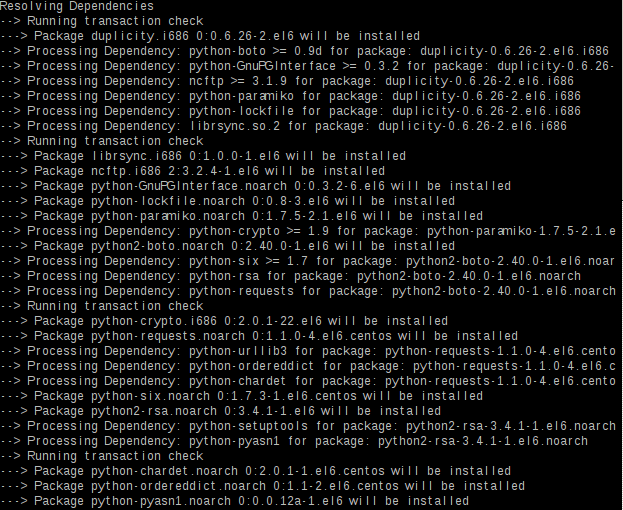 Resolving Dependencies
--> Running transaction check
---> Package duplicity.i686 0:0.6.26-2.el6 will be installed
--> Processing Dependency: python-boto >= 0.9d for package: duplicity-0.6.26-2.el6.i686
--> Processing Dependency: python-GnuPGInterface >= 0.3.2 for package: duplicity-0.6.26-
--> Processing Dependency: ncftp >= 3.1.9 for package: duplicity-0.6.26-2.el6.i686
--> Processing Dependency: python-paramiko for package: duplicity-0.6.26-2.el6.i686
--> Processing Dependency: python-lockfile for package: duplicity-0.6.26-2.el6.i686
--> Processing Dependency: librsync.so.2 for package: duplicity-0.6.26-2.el6.i686
--> Running transaction check
---> Package librsync.i686 0:1.0.0-1.el6 will be installed
---> Package ncftp.i686 2:3.2.4-1.el6 will be installed
---> Package python-GnuPGInterface.noarch 0:0.3.2-6.el6 will be installed
---> Package python-lockfile.noarch 0:0.8-3.el6 will be installed
---> Package python-paramiko.noarch 0:1.7.5-2.1.el6 will be installed
--> Processing Dependency: python-crypto >= 1.9 for package: python-paramiko-1.7.5-2.1.e
---> Package python2-boto.noarch 0:2.40.0-1.el6 will be installed
--> Processing Dependency: python-six >= 1.7 for package: python2-boto-2.40.0-1.el6.noar
--> Processing Dependency: python-rsa for package: python2-boto-2.40.0-1.el6.noarch
--> Processing Dependency: python-requests for package: python2-boto-2.40.0-1.el6.noarch
--> Running transaction check
---> Package python-crypto.i686 0:2.0.1-22.el6 will be installed
---> Package python-requests.noarch 0:1.1.0-4.el6.centos will be installed
--> Processing Dependency: python-urllib3 for package: python-requests-1.1.0-4.el6.cento
--> Processing Dependency: python-ordereddict for package: python-requests-1.1.0-4.el6.c
--> Processing Dependency: python-chardet for package: python-requests-1.1.0-4.el6.cento
---> Package python-six.noarch 0:1.7.3-1.el6.centos will be installed
---> Package python2-rsa.noarch 0:3.4.1-1.el6 will be installed
--> Processing Dependency: python-setuptools for package: python2-rsa-3.4.1-1.el6.noarch
--> Processing Dependency: python-pyasn1 for package: python2-rsa-3.4.1-1.el6.noarch
--> Running transaction check
---> Package python-chardet.noarch 0:2.0.1-1.el6.centos will be installed
---> Package python-ordereddict.noarch 0:1.1-2.el6.centos will be installed
---> Package python-pyasn1.noarch 0:0.0.12a-1.el6 will be installed